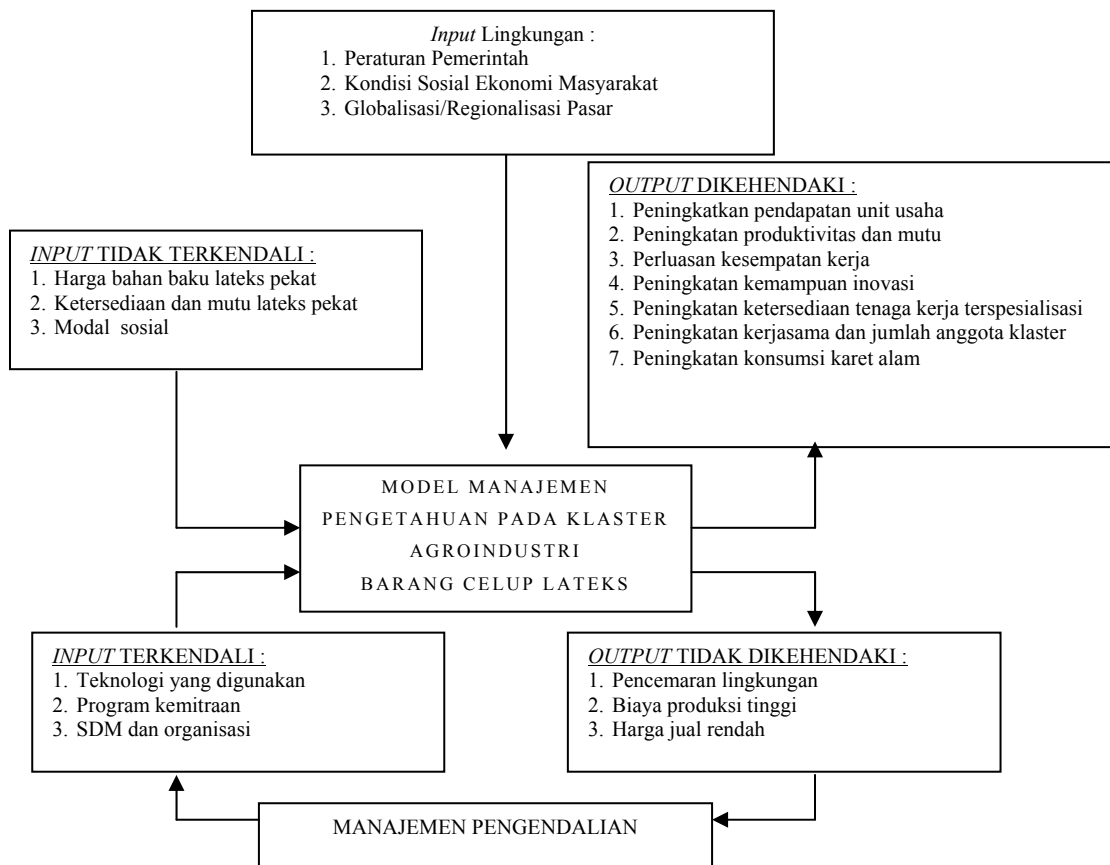 Input Lingkungan :
1. Peraturan Pemerintah
2. Kondisi Sosial Ekonomi Masyarakat
3. Globalisasi/Regionalisasi Pasar
OUTPUT DIKEHENDAKI :
1. Peningkatkan pendapatan unit usaha
2. Peningkatan produktivitas dan mutu
3. Perluasan kesempatan kerja
4. Peningkatan kemampuan inovasi
5. Peningkatan ketersediaan tenaga kerja terspesialisasi
6. Peningkatan kerjasama dan jumlah anggota klaster
7. Peningkatan konsumsi karet alam
INPUT TIDAK TERKENDALI :
1. Harga bahan baku lateks pekat
2. Ketersediaan dan mutu lateks pekat
3. Modal sosial
MODEL MANAJEMEN
PENGETAHUAN PADA KLASTER
AGROINDUSTRI
BARANG CELUP LATEKS
INPUT TERKENDALI :
1. Teknologi yang digunakan
2. Program kemitraan
3. SDM dan organisasi
OUTPUT TIDAK DIKEHENDAKI :
1. Pencemaran lingkungan
2. Biaya produksi tinggi
3. Harga jual rendah
MANAJEMEN PENGENDALIAN